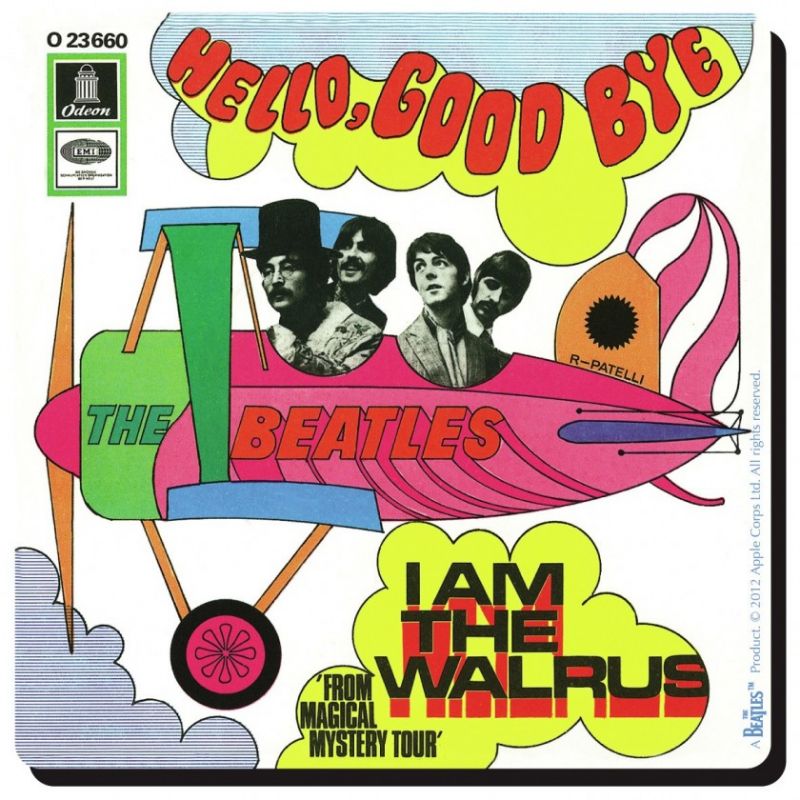 O 23660
HELLO, GOOD BYE
Odeon
EMI
R-PATELLI
THE BEATLES
I AM
THE
WALRUS
'FROM
MAGICAL
MYSTERY TOUR'
A THE BEATLES™ Product. © 2012 Apple Corps Ltd. All rights reserved.